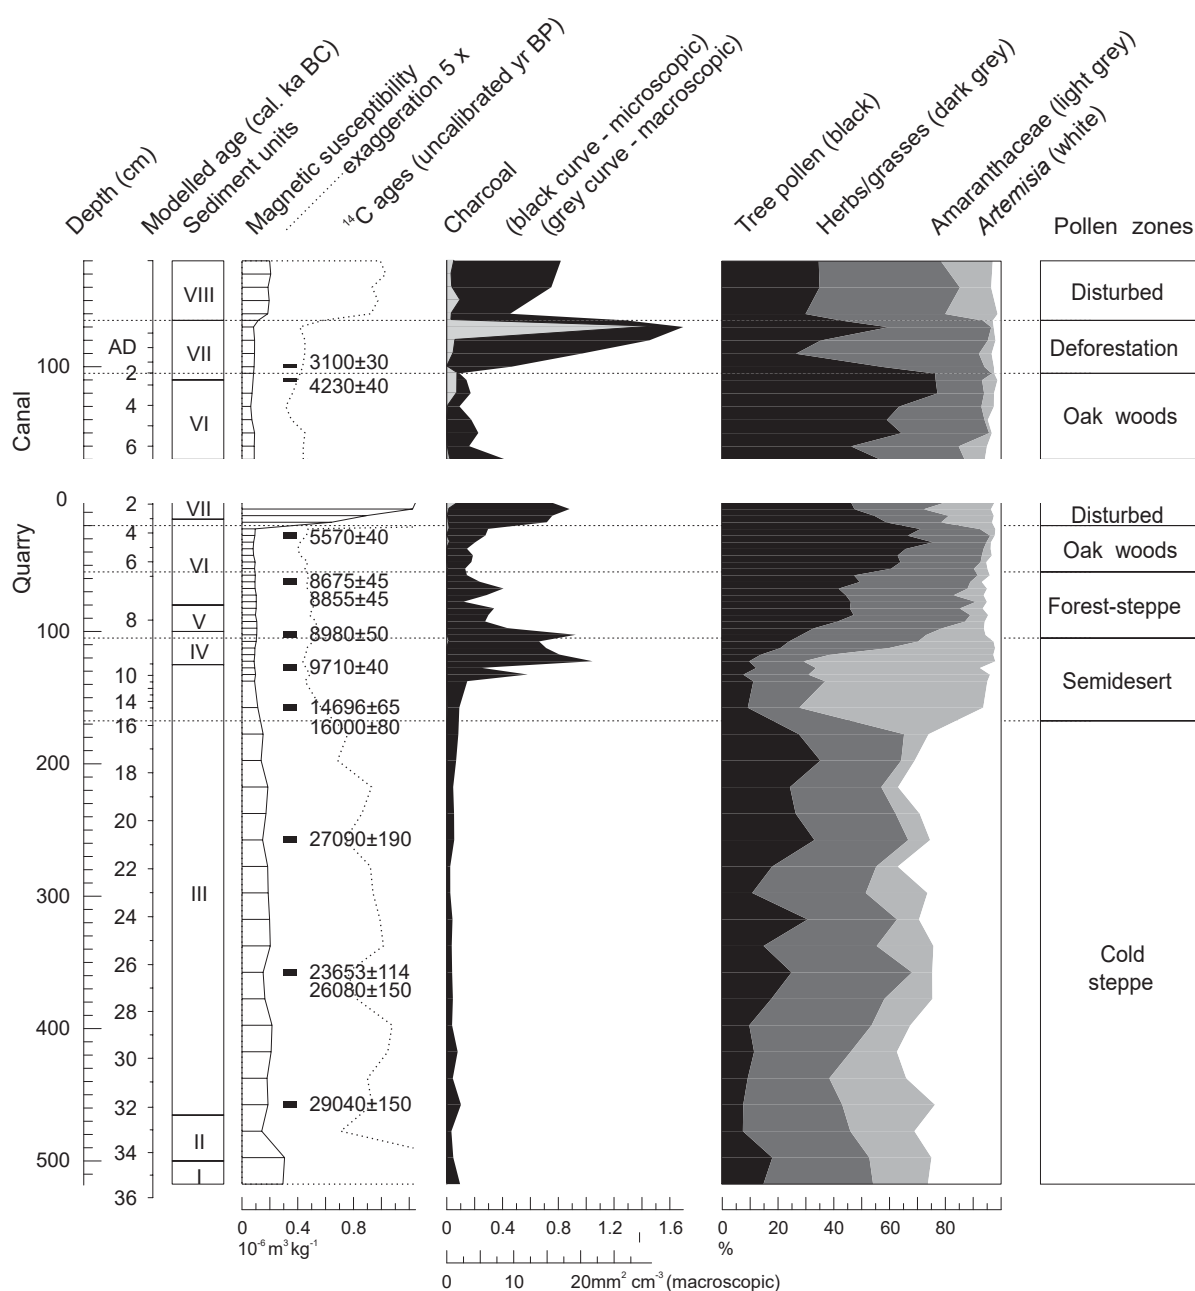 Depth (cm)
Modelled age (cal. ka BC)
Sediment units
Magnetic susceptibility
exaggeration 5 x
14C ages (uncalibrated yr BP)
Charcoal
(black curve - microscopic)
(grey curve - macroscopic)
Tree pollen (black)
Herbs/grasses (dark grey)
Amaranthaceae (light grey)
Artemisia (white)
Pollen zones
Canal
100
AD
2
4
6
VIII
VII
VI
3100±30
4230±40
Disturbed
Deforestation
Oak woods
Quarry
0
100
200
300
400
500
2
4
6
8
10
14
16
18
20
22
24
26
28
30
32
34
36
VII
VI
V
IV
III
II
I
5570±40
8675±45
8855±45
8980±50
9710±40
14696±65
16000±80
27090±190
23653±114
26080±150
29040±150
Disturbed
Oak woods
Forest-steppe
Semidesert
Cold
steppe
0 0.4 0.8
10-6 m3 kg-1
0 0.4 0.8 1.2 1.6
0 10 20mm2 cm-3 (macroscopic)
0 20 40 60 80
%